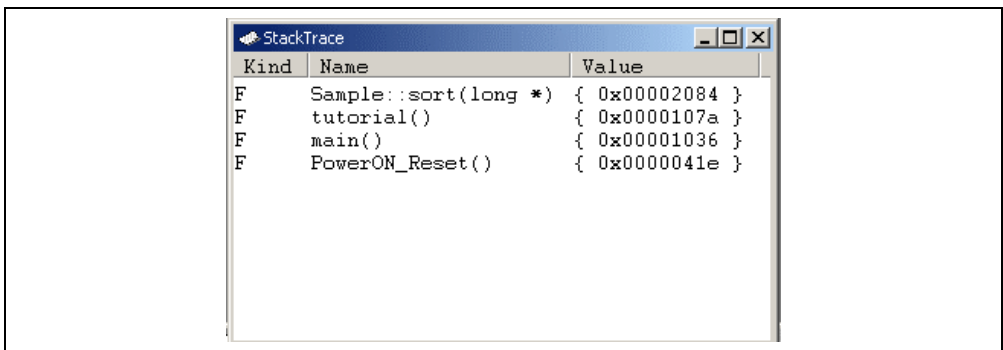 StackTrace
Kind Name Value
F Sample::sort(long *) { 0x00002084 }
F tutorial() { 0x0000107a }
F main() { 0x00001036 }
F PowerON_Reset() { 0x0000041e }